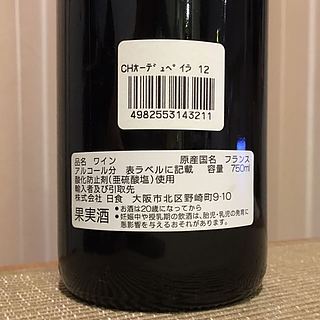 CHｵｰﾃﾞｭﾍﾟｲﾗ 12
4982553143211
品名 ワイン 原産国名 フランス
アルコール分 表ラベルに記載 容量 750ml
酸化防止剤(亜硫酸塩)使用
輸入者及び引取先
株式会社 日食 大阪市北区野崎町9-10
果実酒
●お酒は20歳になってから
●妊娠中や授乳期の飲酒は、胎児・乳児の発育に
悪影響を与えるおそれがあります。